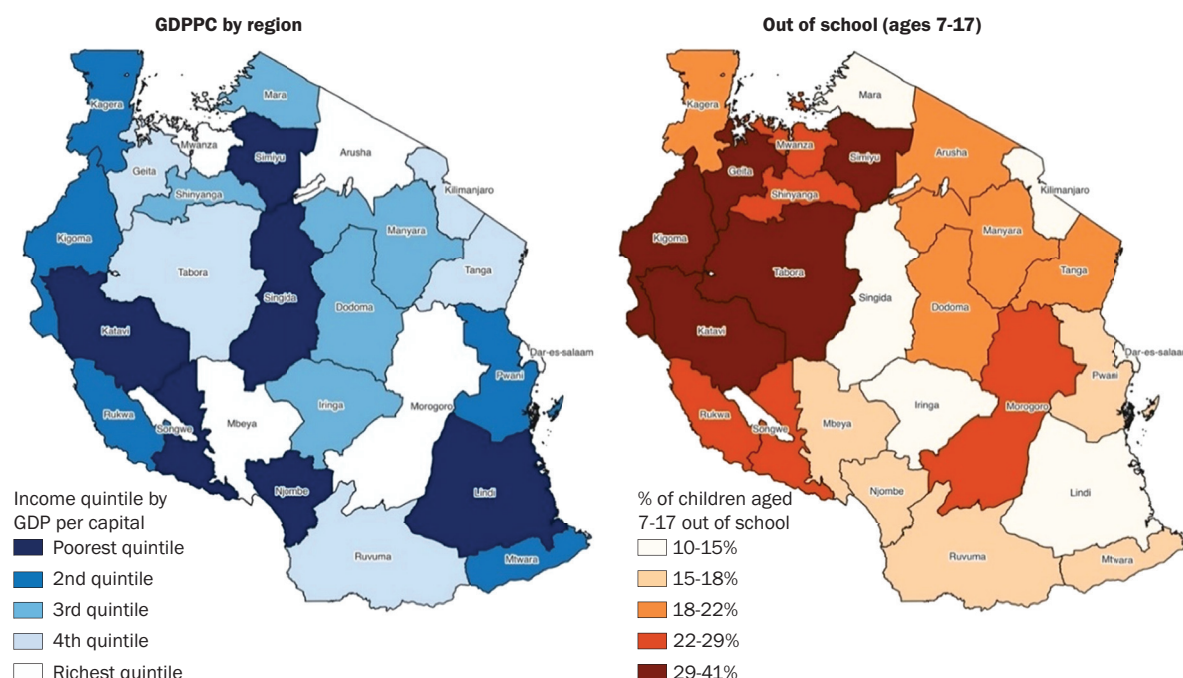 GDPPC by region
Kagera
Mara
Mwanza
Simiyu
Arusha
Geita
Shinyanga
Kilimanjaro
Kigoma
Manyara
Tabora
Tanga
Singida
Dodoma
Katavi
Dar-es-salaam
Pwani
Rukwa
Songwe
Mbeya
Iringa
Morogoro
Njombe
Lindi
Ruvuma
Mtwara
Income quintile by
GDP per capital
Poorest quintile
2nd quintile
3rd quintile
4th quintile
Richest quintile
Out of school (ages 7-17)
Kagera
Mara
Mwanza
Simiyu
Arusha
Geita
Shinyanga
Kilimanjaro
Kigoma
Manyara
Tabora
Tanga
Singida
Dodoma
Katavi
Dar-es-salaam
Pwani
Rukwa
Songwe
Mbeya
Iringa
Morogoro
Njombe
Lindi
Ruvuma
Mtwara
% of children aged
7-17 out of school
10-15%
15-18%
18-22%
22-29%
29-41%